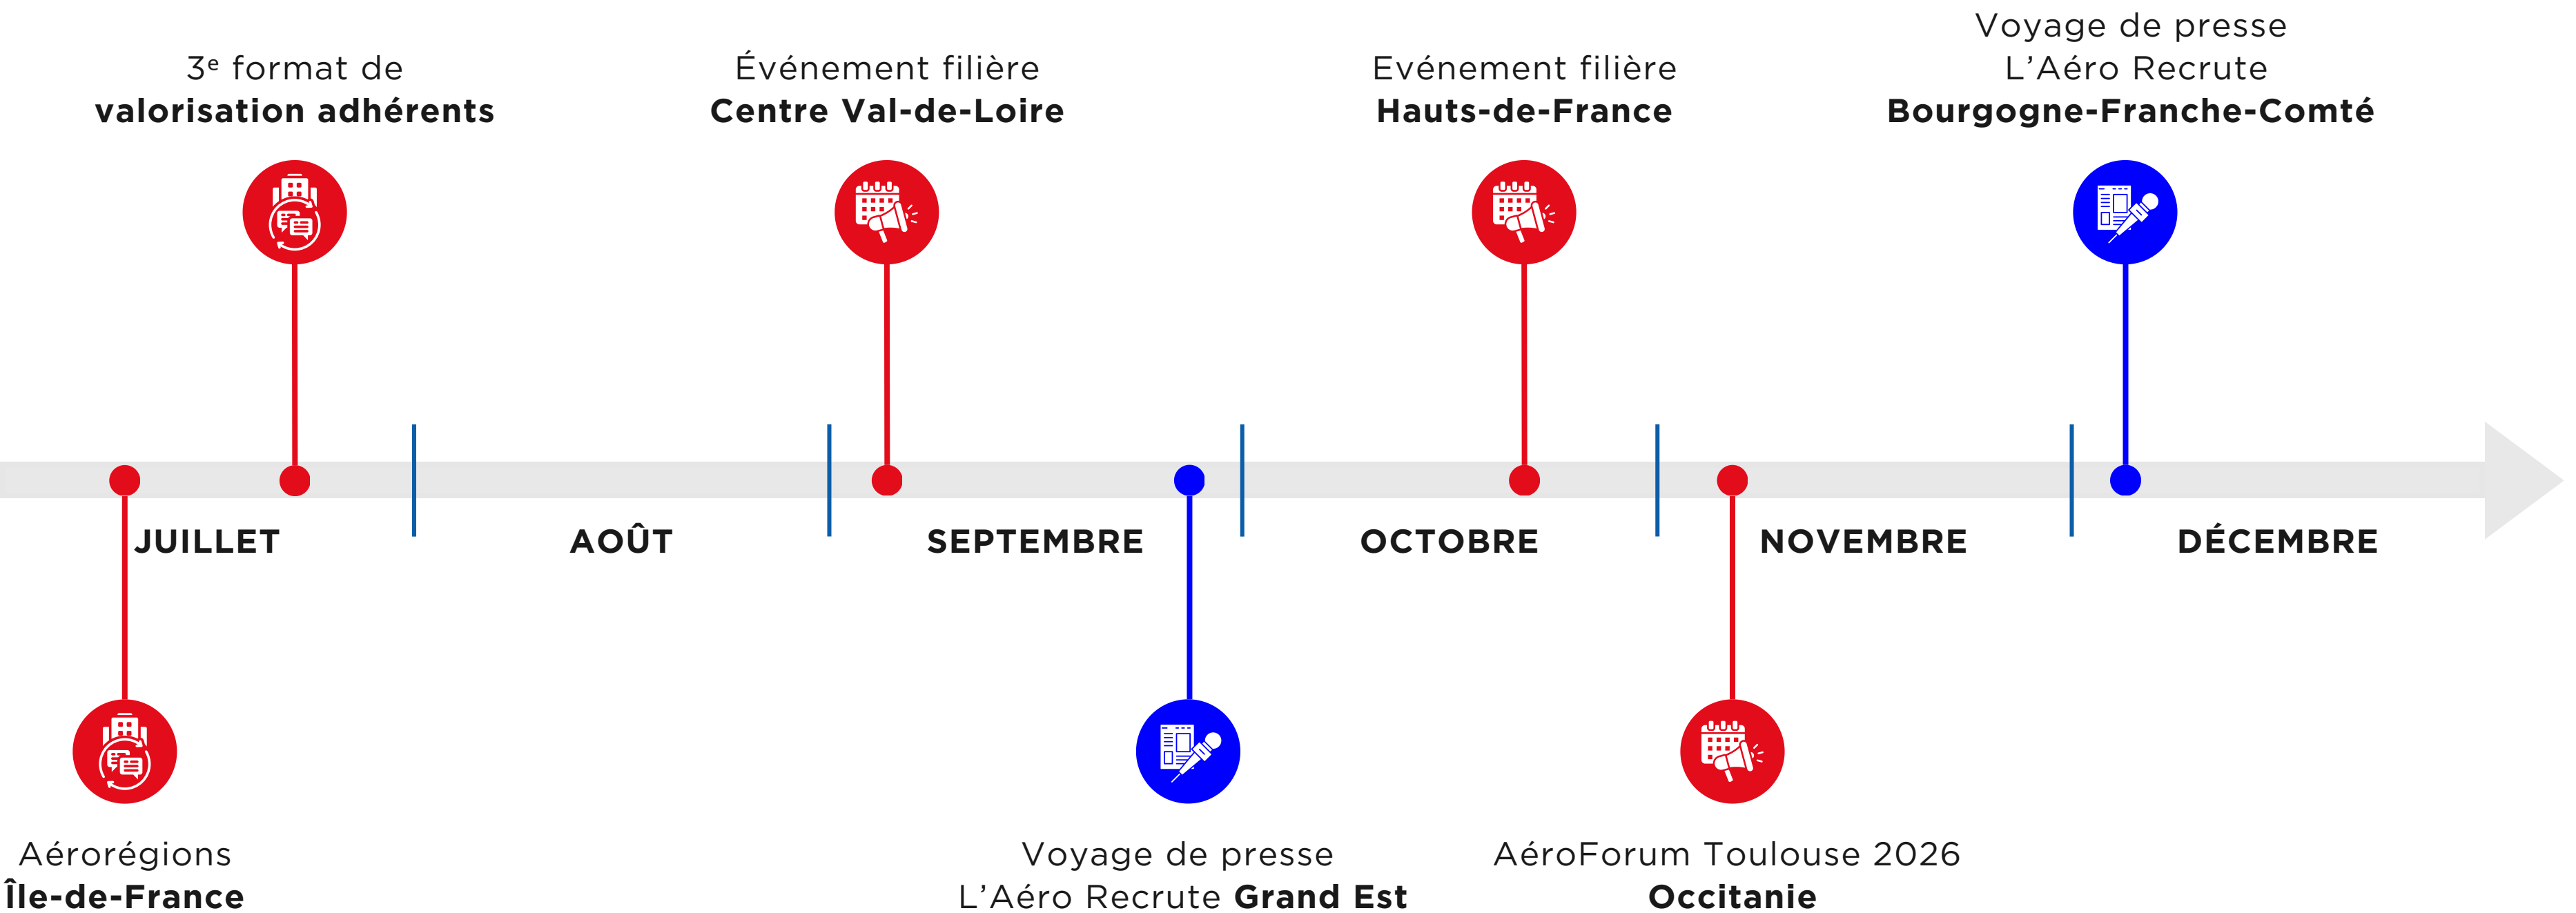 Voyage de presse
L’Aéro Recrute
Bourgogne-Franche-Comté
3e format de
valorisation adhérents
Événement filière
Centre Val-de-Loire
Evénement filière
Hauts-de-France
JUILLET
AOÛT
SEPTEMBRE
OCTOBRE
NOVEMBRE
DÉCEMBRE
Aérorégions
Île-de-France
Voyage de presse
L’Aéro Recrute Grand Est
AéroForum Toulouse 2026
Occitanie